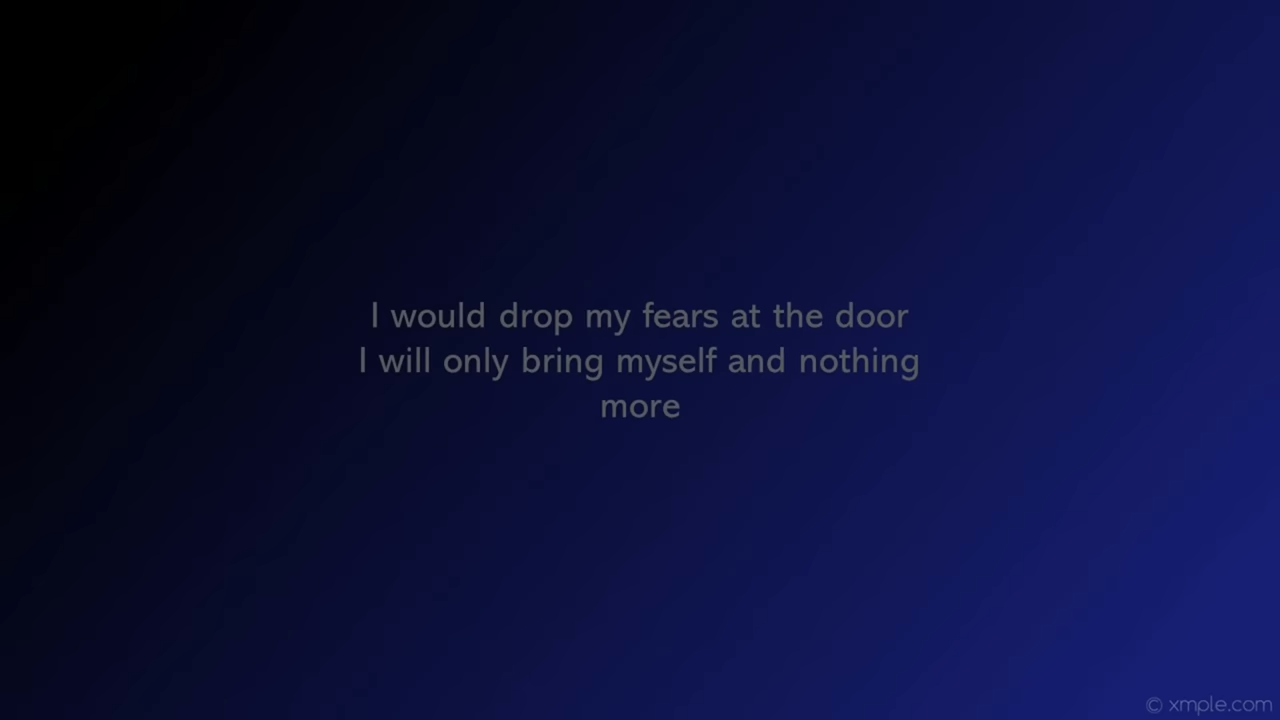 I would drop my fears at the door
I will only bring myself and nothing
more
© xmple.com